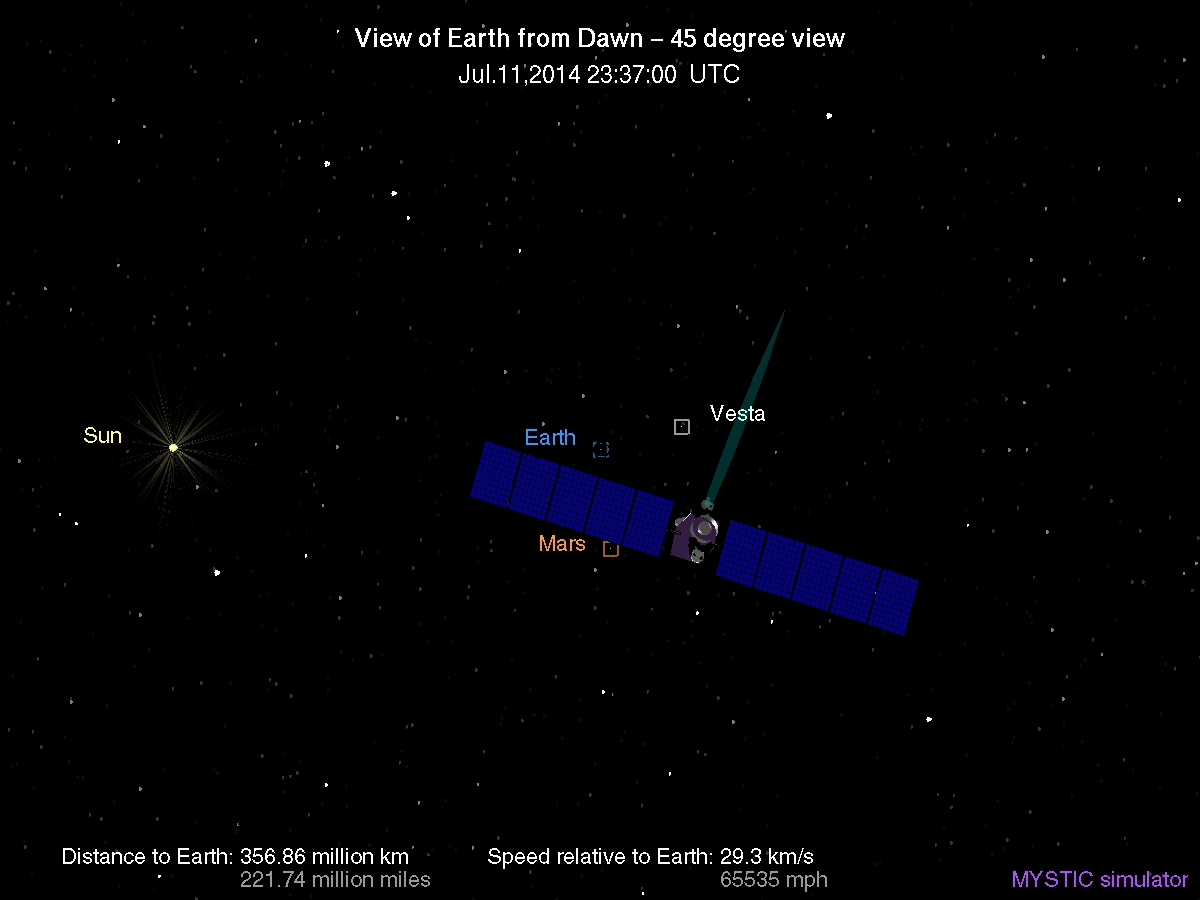 View of Earth from Dawn – 45 degree view
Jul.11,2014 23:37:00 UTC
Vesta
Sun
Earth
Mars
Distance to Earth: 356.86 million km
221.74 million miles
Speed relative to Earth: 29.3 km/s
65535 mph
MYSTIC simulator